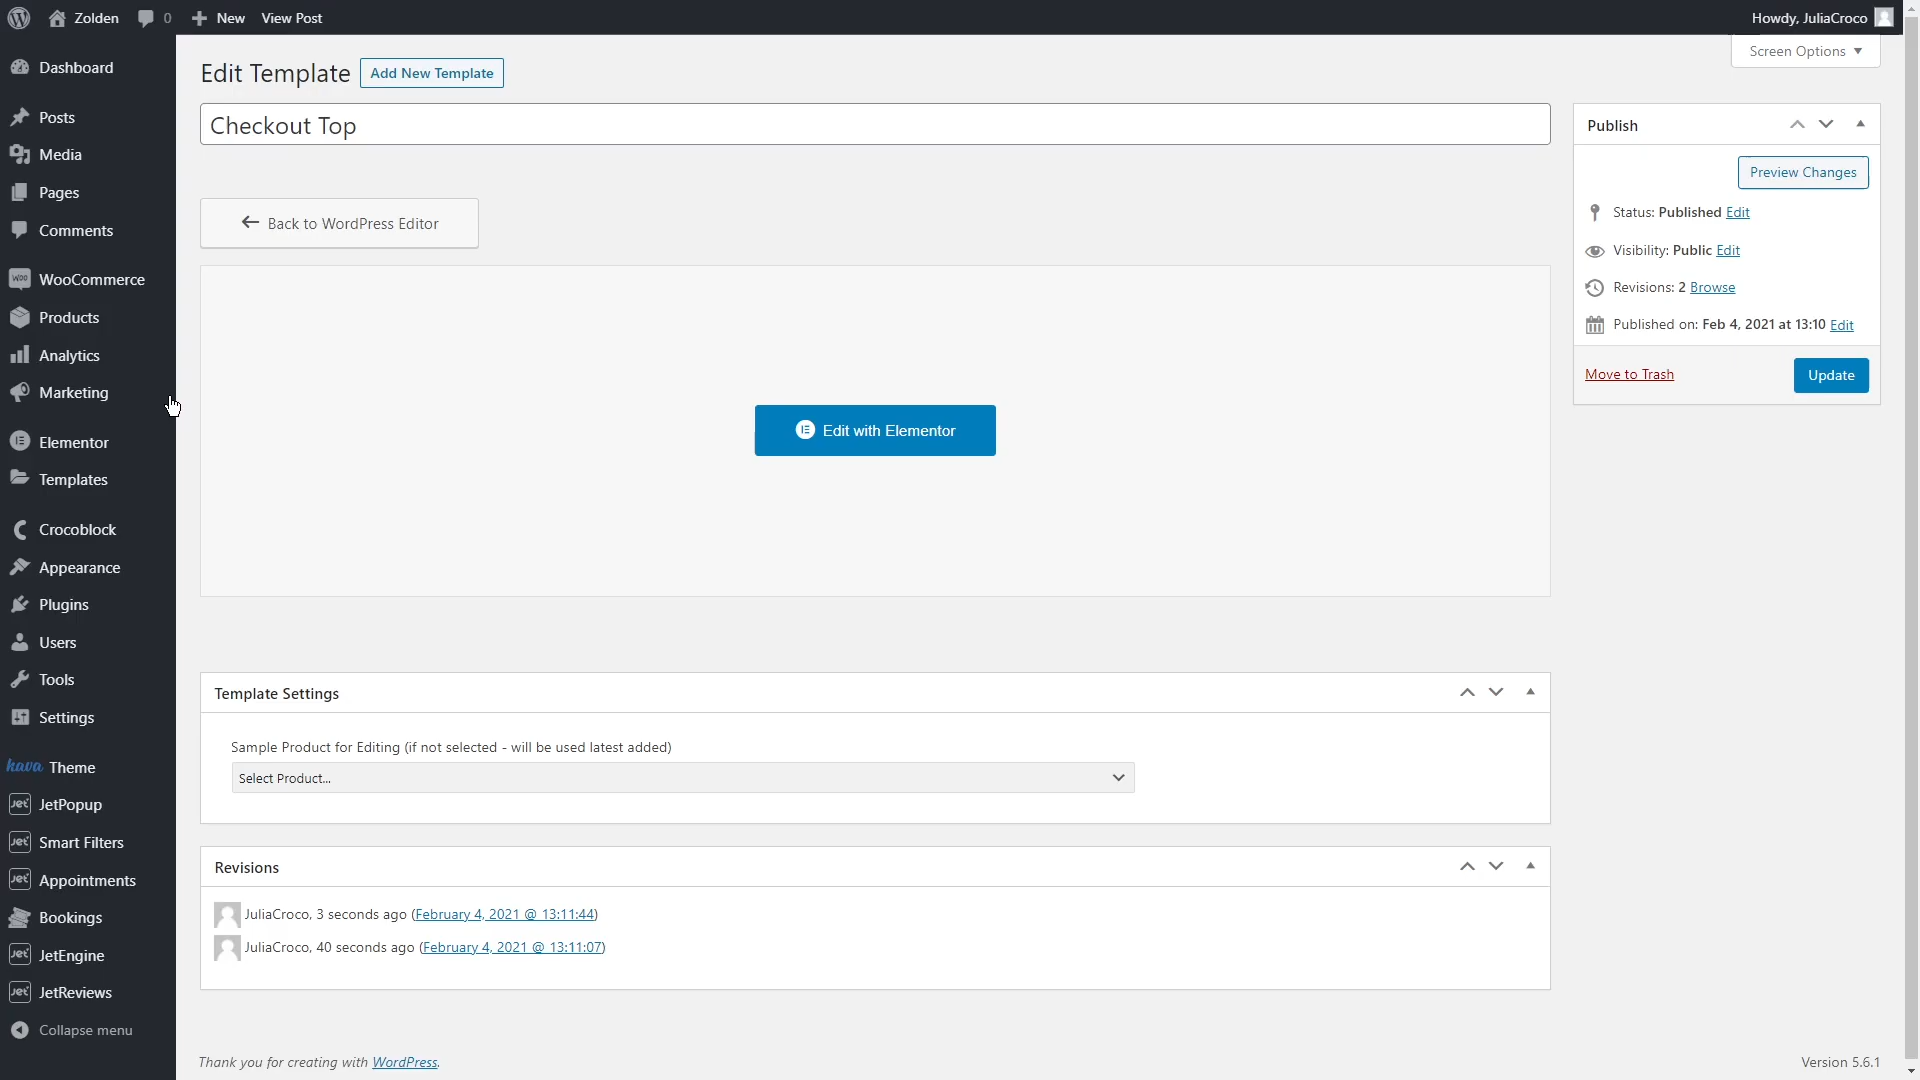 Zolden
0
New
View Post
Howdy, JuliaCroco
Screen Options
Dashboard
Posts
Media
Pages
Comments
Woo WooCommerce
Products
Analytics
Marketing
Elementor
Templates
Crocoblock
Appearance
Plugins
Users
Tools
Settings
kava Theme
Jet JetPopup
Jet Smart Filters
Jet Appointments
Bookings
Jet JetEngine
Jet JetReviews
Collapse menu
Edit Template
Add New Template
Checkout Top
Back to WordPress Editor
Edit with Elementor
Template Settings
Sample Product for Editing (if not selected - will be used latest added)
Select Product...
Revisions
JuliaCroco, 3 seconds ago (February 4, 2021 @ 13:11:44)
JuliaCroco, 40 seconds ago (February 4, 2021 @ 13:11:07)
Publish
Preview Changes
Status: Published Edit
Visibility: Public Edit
Revisions: 2 Browse
Published on: Feb 4, 2021 at 13:10 Edit
Move to Trash
Update
Thank you for creating with WordPress.
Version 5.6.1